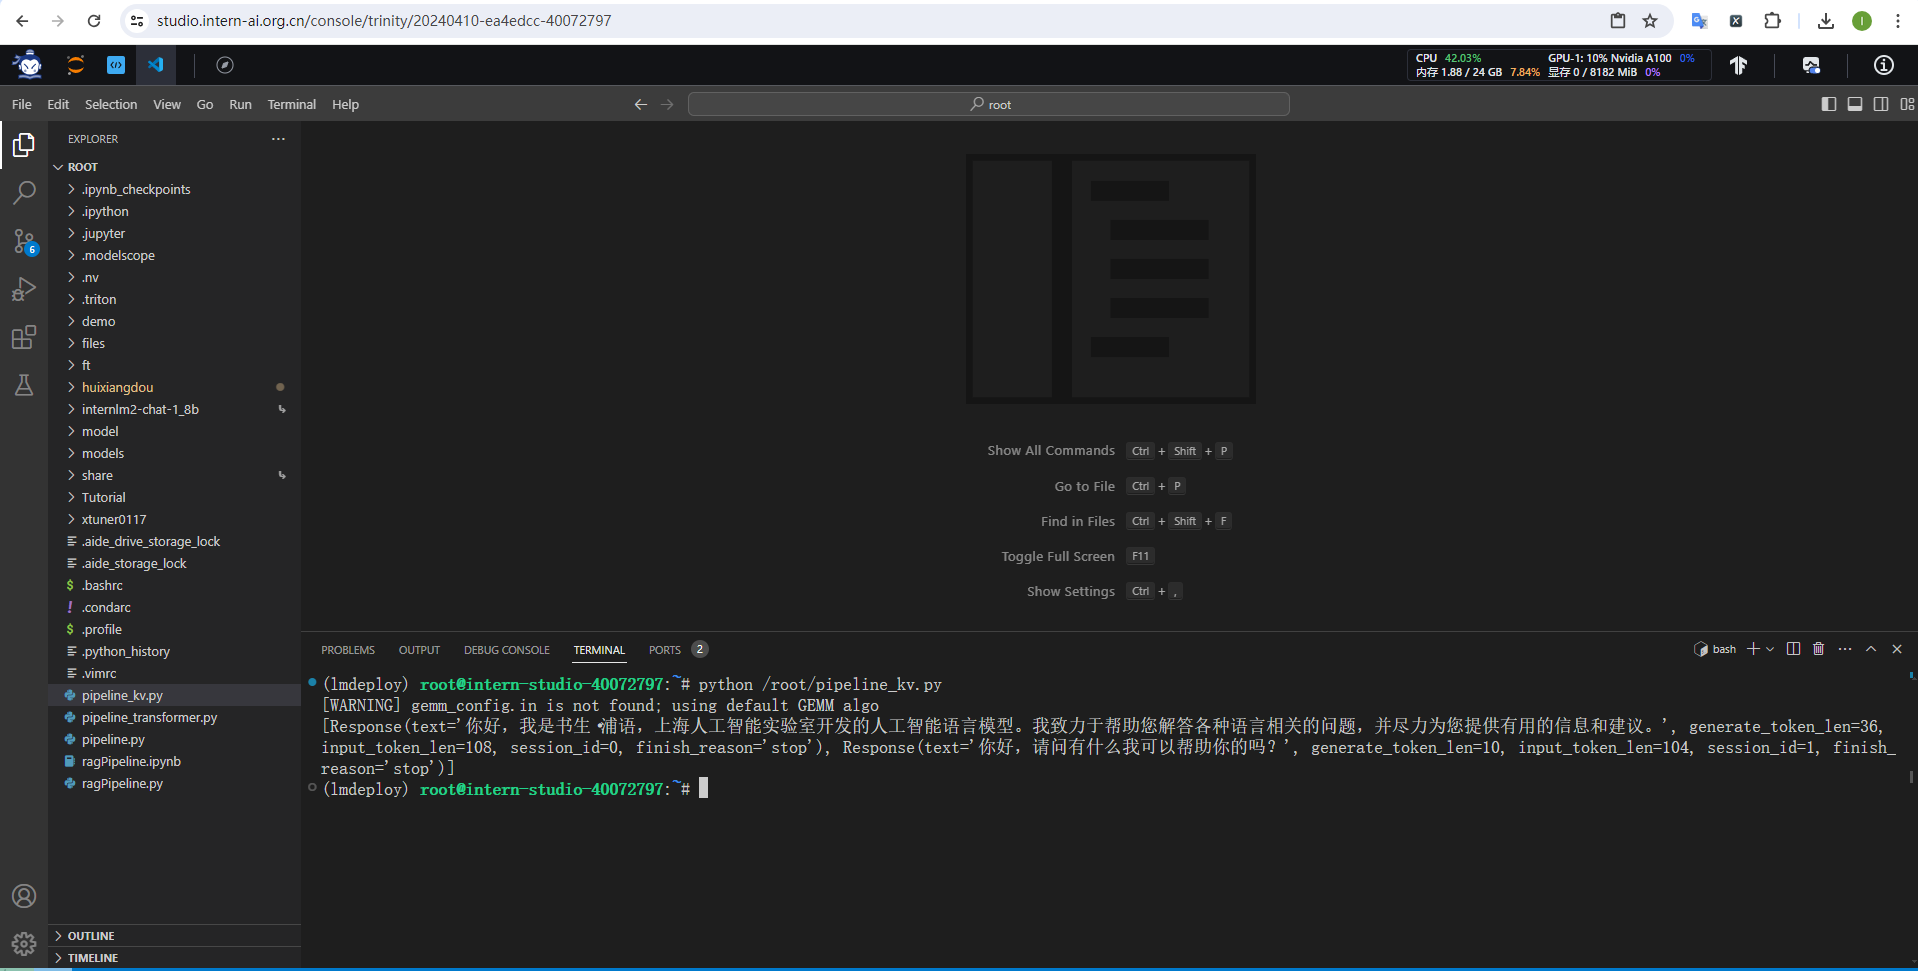 studio.intern-ai.org.cn/console/trinity/20240410-ea4edcc-40072797
I
CPU 42.03% GPU-1: 10% Nvidia A100 0%
内存 1.88 / 24 GB 7.84% 显存 0 / 8182 MiB 0%
File Edit Selection View Go Run Terminal Help
root
EXPLORER
ROOT
.ipynb_checkpoints
.ipython
.jupyter
6
.modelscope
.nv
.triton
demo
files
ft
huixiangdou
internlm2-chat-1_8b
model
models
share
Tutorial
xtuner0117
.aide_drive_storage_lock
.aide_storage_lock
$ .bashrc
! .condarc
$ .profile
.python_history
.vimrc
pipeline_kv.py
pipeline_transformer.py
pipeline.py
ragPipeline.ipynb
ragPipeline.py
OUTLINE
TIMELINE
Show All Commands Ctrl + Shift + P
Go to File Ctrl + P
Find in Files Ctrl + Shift + F
Toggle Full Screen F11
Show Settings Ctrl + ,
PROBLEMS OUTPUT DEBUG CONSOLE TERMINAL PORTS 2
bash
(lmdeploy) root@intern-studio-40072797:~# python /root/pipeline_kv.py
[WARNING] gemm_config.in is not found; using default GEMM algo
[Response(text='你好，我是书生·浦语，上海人工智能实验室开发的人工智能语言模型。我致力于帮助您解答各种语言相关的问题，并尽力为您提供有用的信息和建议。', generate_token_len=36,
input_token_len=108, session_id=0, finish_reason='stop'), Response(text='你好，请问有什么我可以帮助你的吗？', generate_token_len=10, input_token_len=104, session_id=1, finish_
reason='stop')]
(lmdeploy) root@intern-studio-40072797:~#